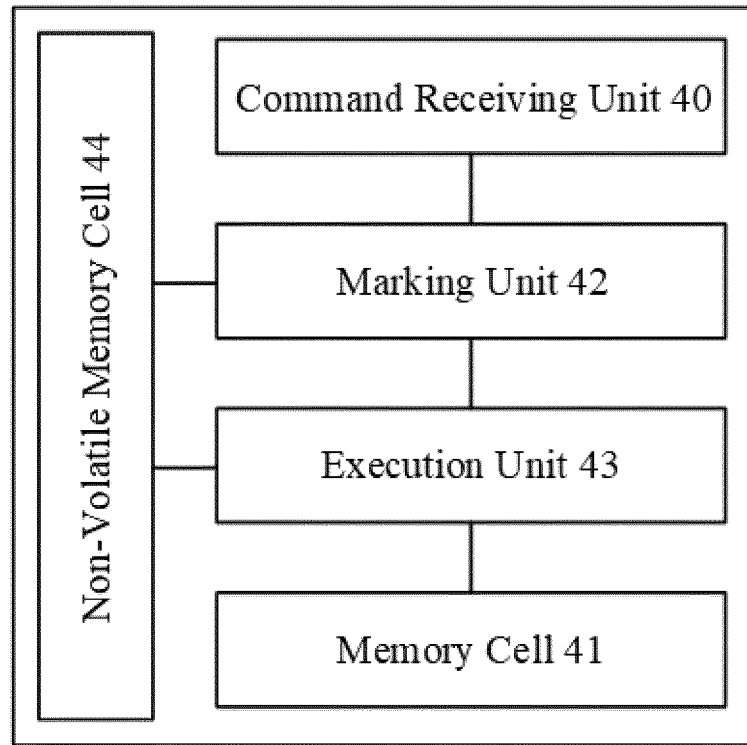 Non-Volatile Memory Cell 44
Command Receiving Unit 40
Marking Unit 42
Execution Unit 43
Memory Cell 41